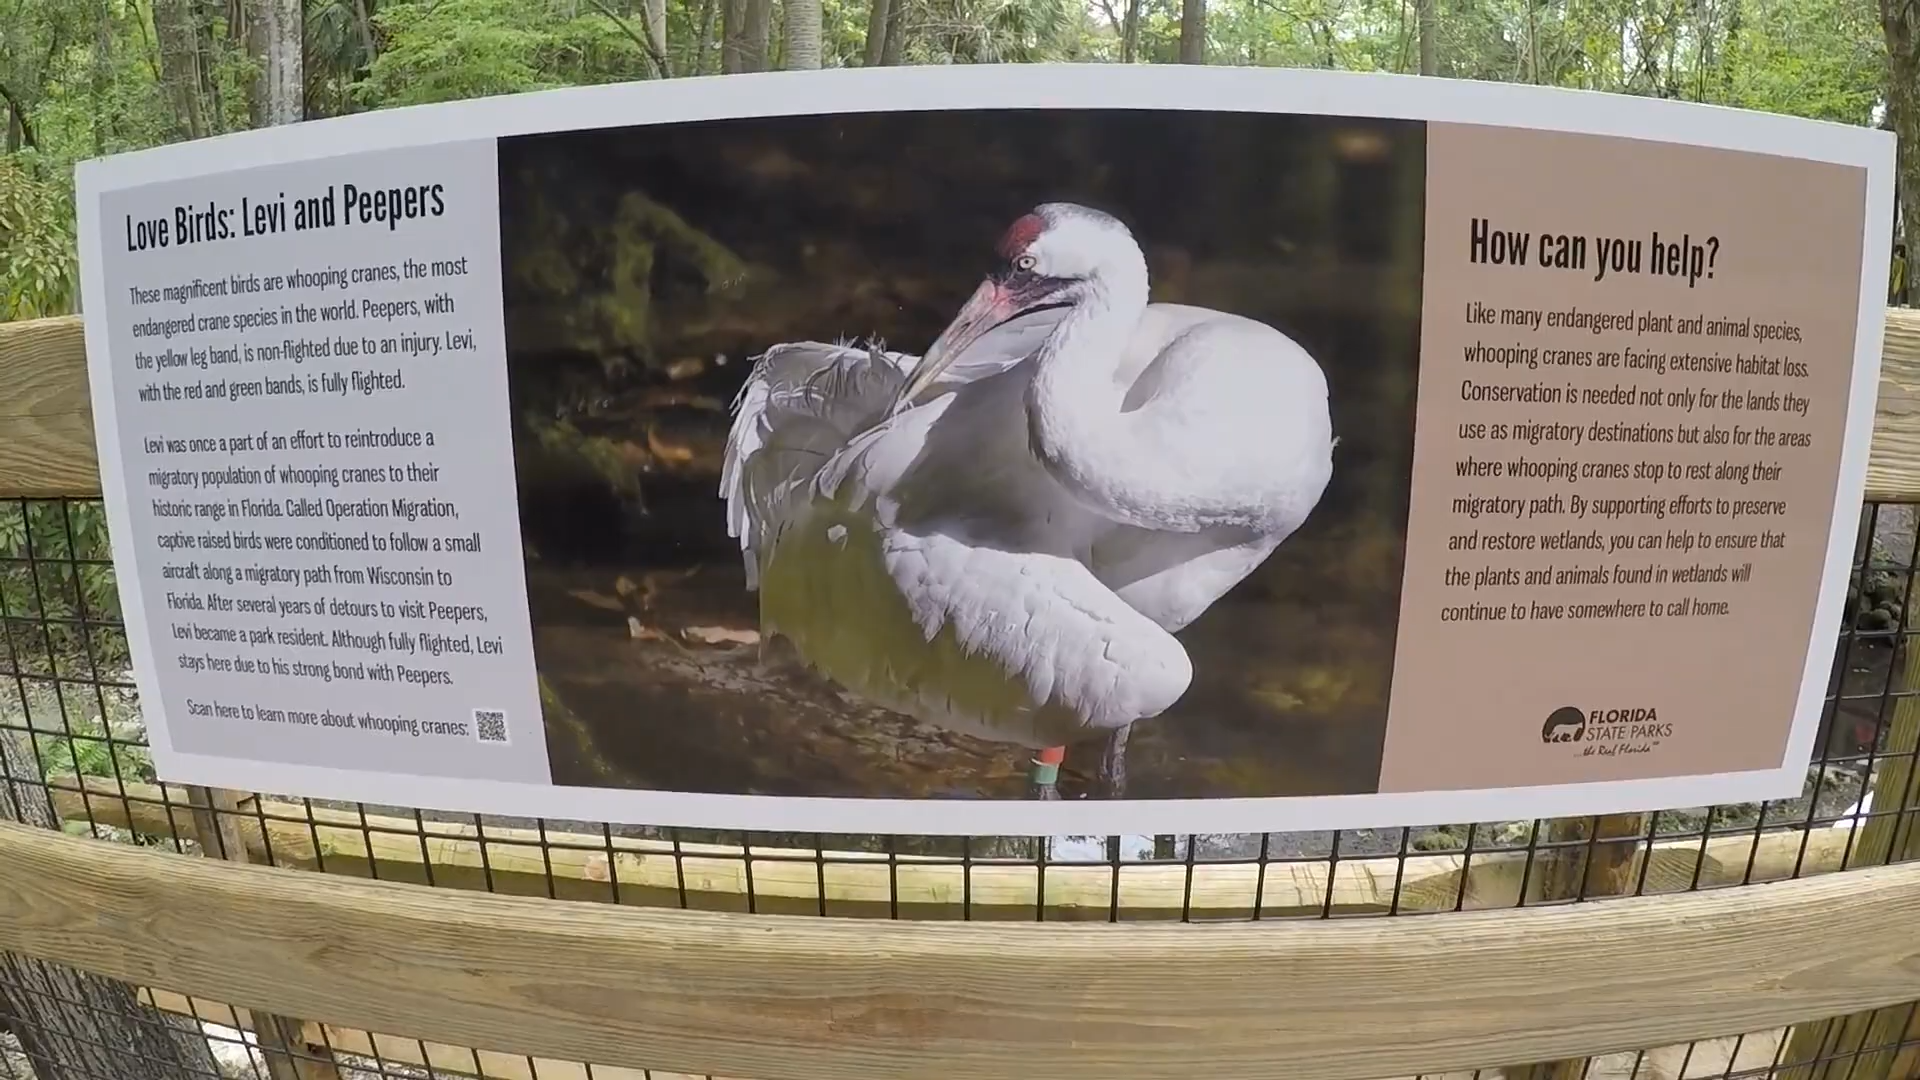 Love Birds: Levi and Peepers
These magnificent birds are whooping cranes, the most
endangered crane species in the world. Peepers, with
the yellow leg band, is non-flighted due to an injury. Levi,
with the red and green bands, is fully flighted.
Levi was once a part of an effort to reintroduce a
migratory population of whooping cranes to their
historic range in Florida. Called Operation Migration,
captive raised birds were conditioned to follow a small
aircraft along a migratory path from Wisconsin to
Florida. After several years of detours to visit Peepers,
Levi became a park resident. Although fully flighted, Levi
stays here due to his strong bond with Peepers.
Scan here to learn more about whooping cranes:
How can you help?
Like many endangered plant and animal species,
whooping cranes are facing extensive habitat loss.
Conservation is needed not only for the lands they
use as migratory destinations but also for the areas
where whooping cranes stop to rest along their
migratory path. By supporting efforts to preserve
and restore wetlands, you can help to ensure that
the plants and animals found in wetlands will
continue to have somewhere to call home.
FLORIDA
STATE PARKS
...the Real Florida℠